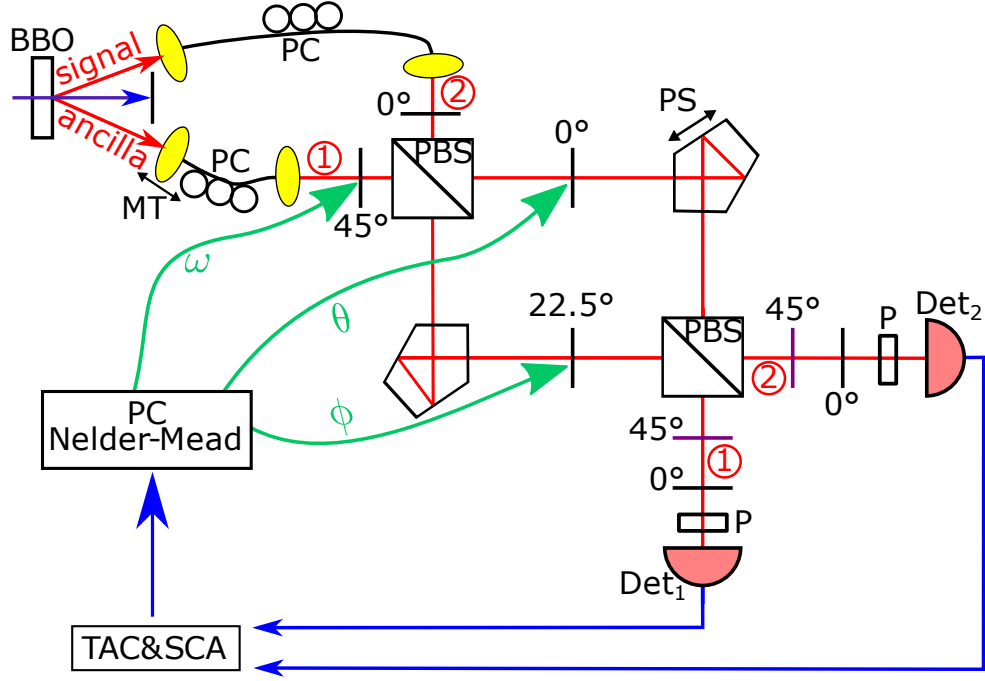 BBO
signal
ancilla
PC
PC
MT
②
①
0°
45°
PBS
0°
PS
ω
θ
ϕ
22.5°
PBS
45°
②
0°
P
Det₂
45°
①
0°
P
Det₁
PC
Nelder-Mead
TAC&SCA